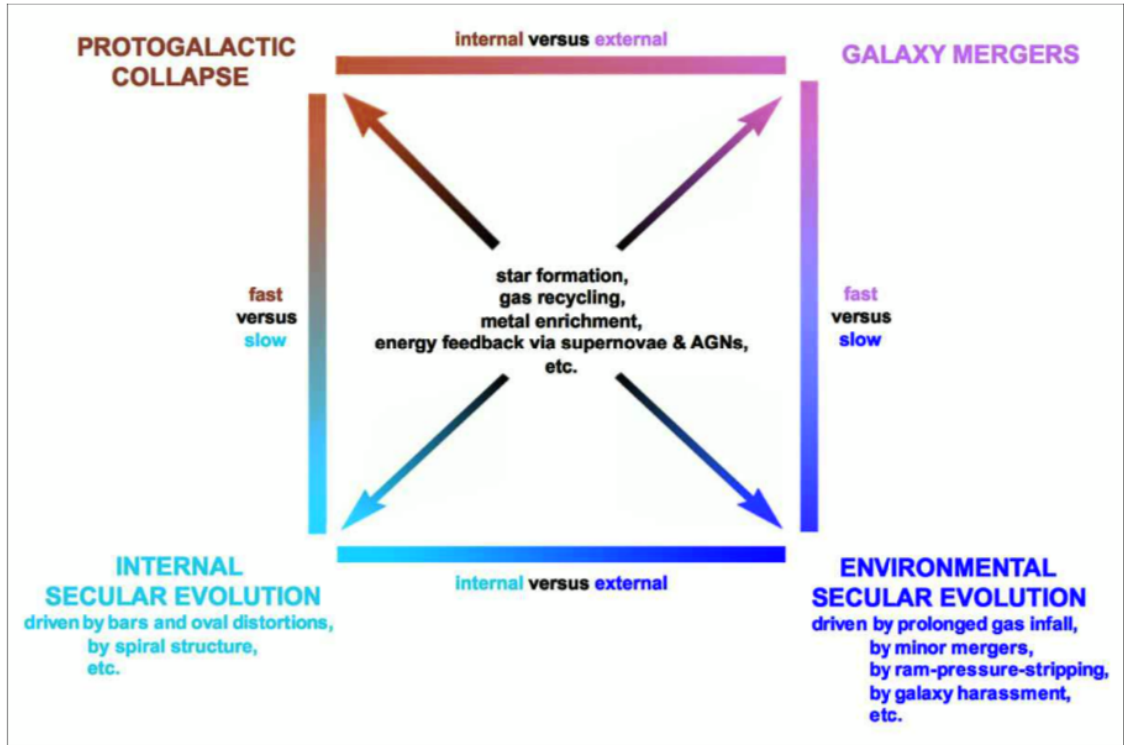 PROTOGALACTIC
COLLAPSE
internal versus external
GALAXY MERGERS
fast
versus
slow
star formation,
gas recycling,
metal enrichment,
energy feedback via supernovae & AGNs,
etc.
fast
versus
slow
INTERNAL
SECULAR EVOLUTION
driven by bars and oval distortions,
by spiral structure,
etc.
internal versus external
ENVIRONMENTAL
SECULAR EVOLUTION
driven by prolonged gas infall,
by minor mergers,
by ram-pressure-stripping,
by galaxy harassment,
etc.